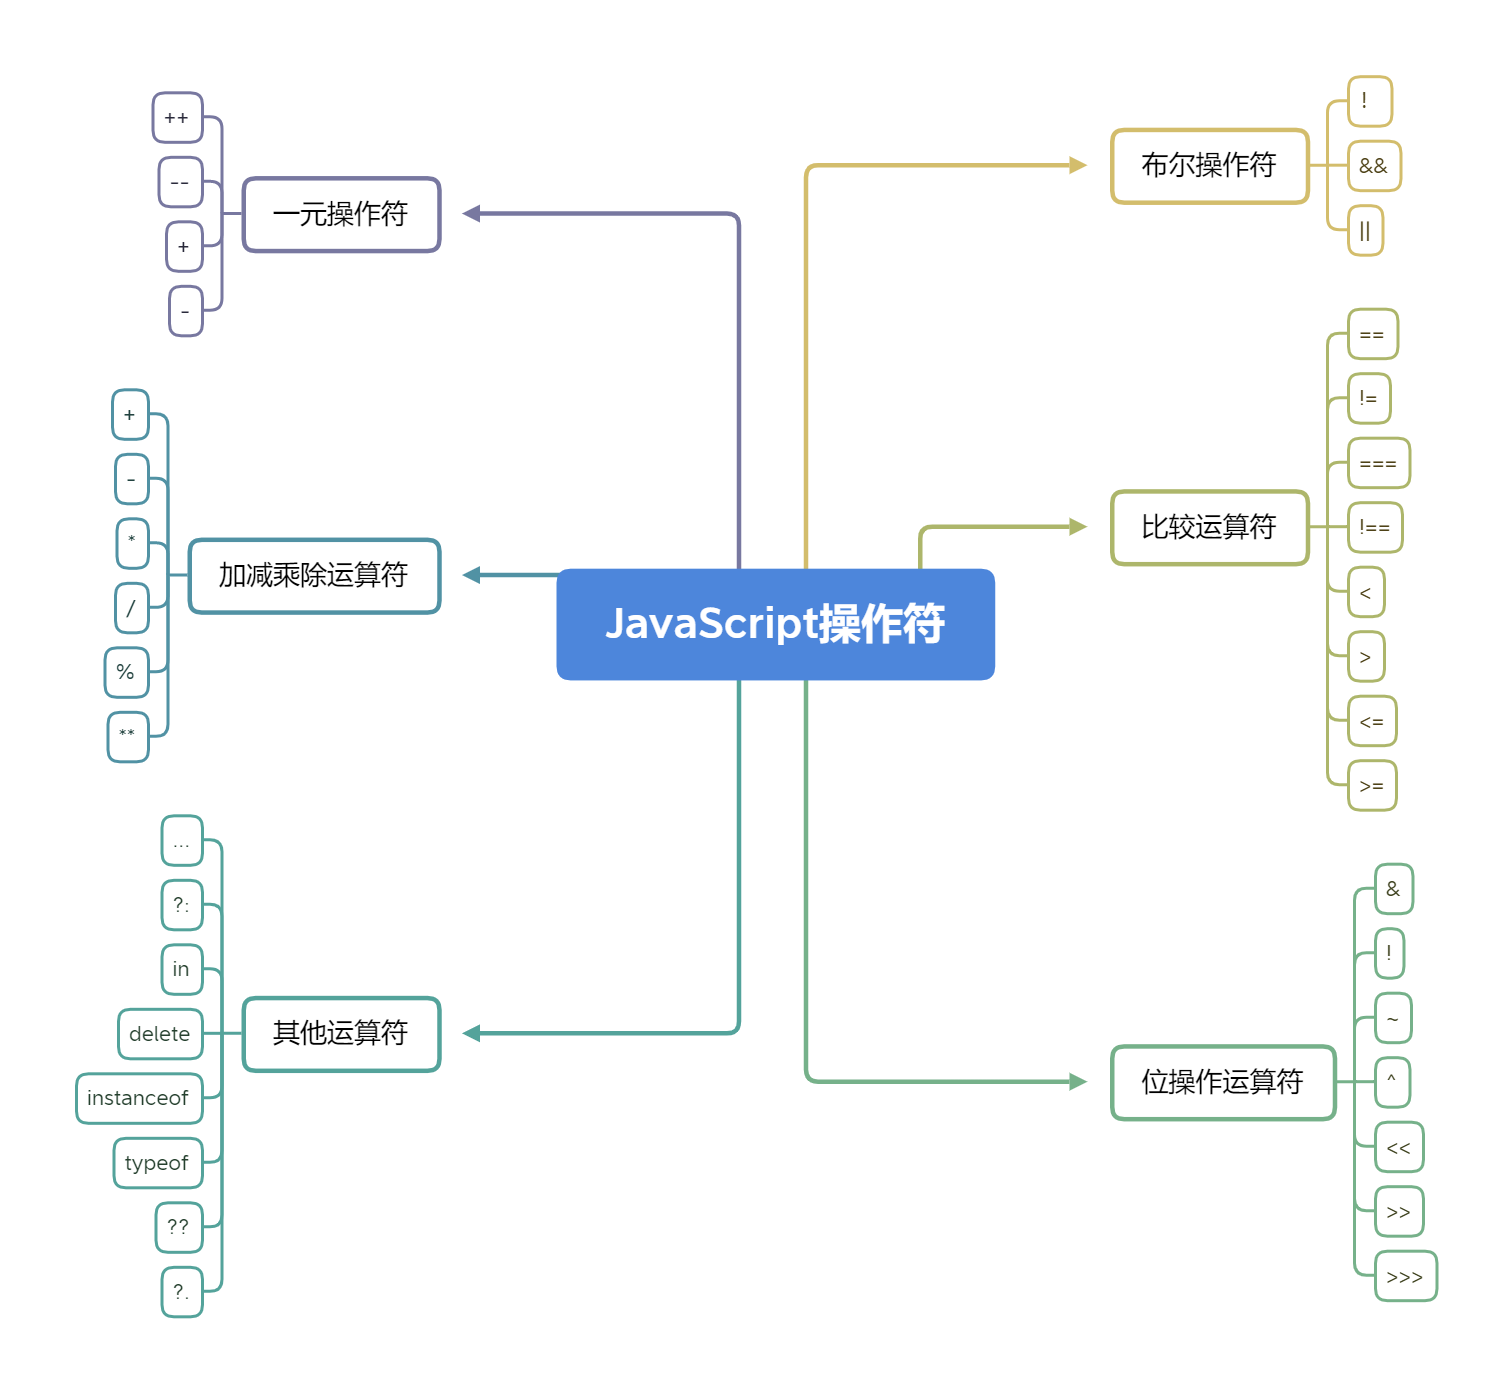 JavaScript操作符
一元操作符
++
--
+
-
加减乘除运算符
+
-
*
/
%
**
其他运算符
...
?:
in
delete
instanceof
typeof
??
?.
布尔操作符
!
&&
||
比较运算符
==
!=
===
!==
<
>
<=
>=
位操作运算符
&
!
~
^
<<
>>
>>>